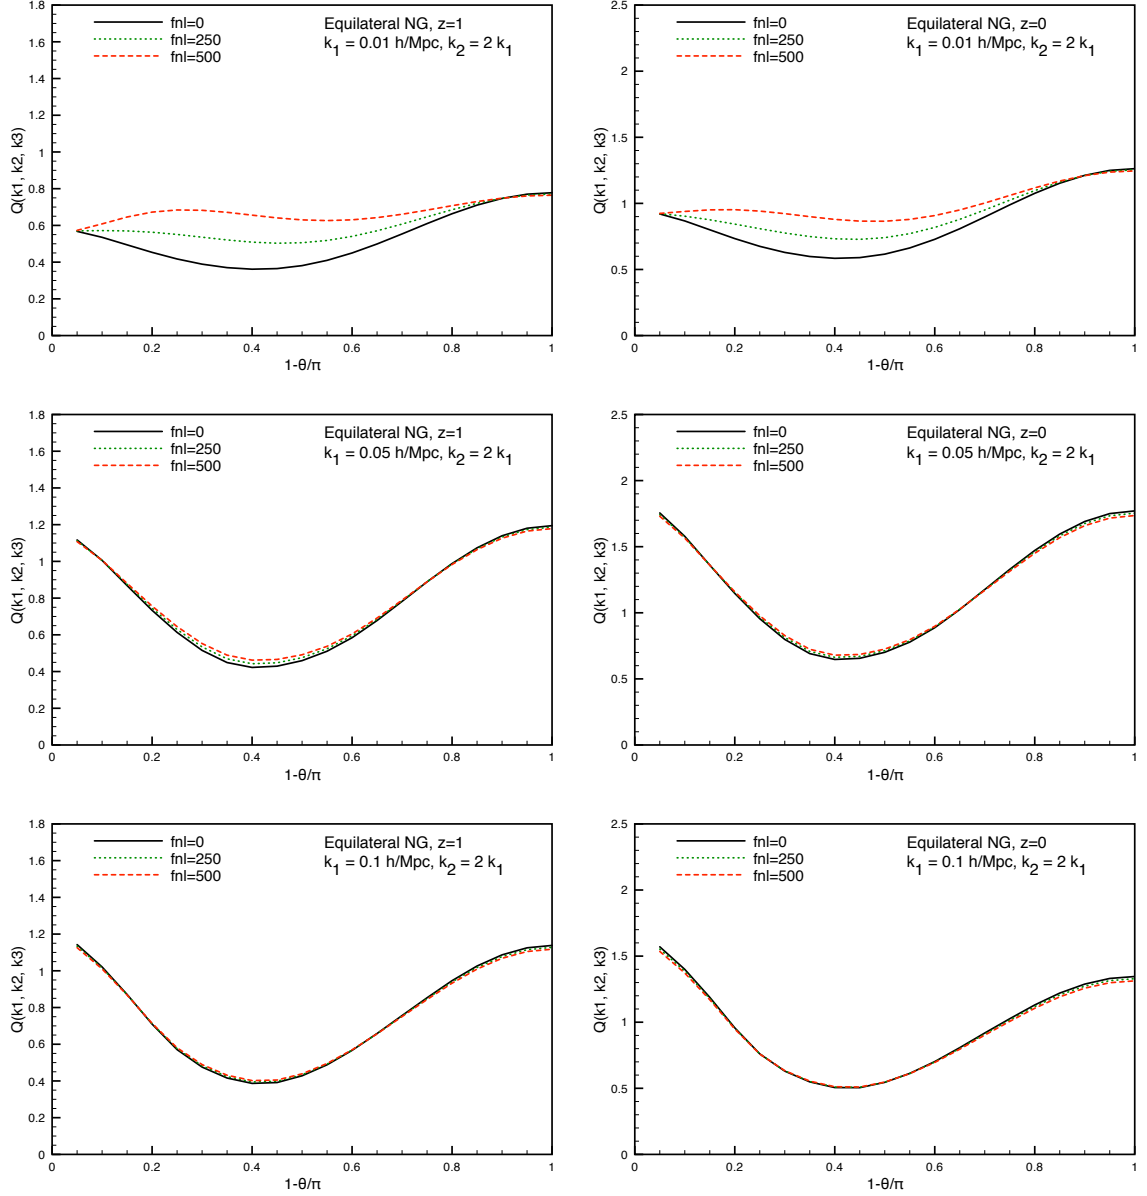 fnl=0
fnl=250
fnl=500
Equilateral NG, z=1
k1 = 0.01 h/Mpc, k2 = 2 k1
Q(k1, k2, k3)
1.8
1.6
1.4
1.2
1
0.8
0.6
0.4
0.2
0
0 0.2 0.4 0.6 0.8 1
1-θ/π
fnl=0
fnl=250
fnl=500
Equilateral NG, z=0
k1 = 0.01 h/Mpc, k2 = 2 k1
Q(k1, k2, k3)
2.5
2
1.5
1
0.5
0
0 0.2 0.4 0.6 0.8 1
1-θ/π
fnl=0
fnl=250
fnl=500
Equilateral NG, z=1
k1 = 0.05 h/Mpc, k2 = 2 k1
Q(k1, k2, k3)
1.8
1.6
1.4
1.2
1
0.8
0.6
0.4
0.2
0
0 0.2 0.4 0.6 0.8 1
1-θ/π
fnl=0
fnl=250
fnl=500
Equilateral NG, z=0
k1 = 0.05 h/Mpc, k2 = 2 k1
Q(k1, k2, k3)
2.5
2
1.5
1
0.5
0
0 0.2 0.4 0.6 0.8 1
1-θ/π
fnl=0
fnl=250
fnl=500
Equilateral NG, z=1
k1 = 0.1 h/Mpc, k2 = 2 k1
Q(k1, k2, k3)
1.8
1.6
1.4
1.2
1
0.8
0.6
0.4
0.2
0
0 0.2 0.4 0.6 0.8 1
1-θ/π
fnl=0
fnl=250
fnl=500
Equilateral NG, z=0
k1 = 0.1 h/Mpc, k2 = 2 k1
Q(k1, k2, k3)
2.5
2
1.5
1
0.5
0
0 0.2 0.4 0.6 0.8 1
1-θ/π